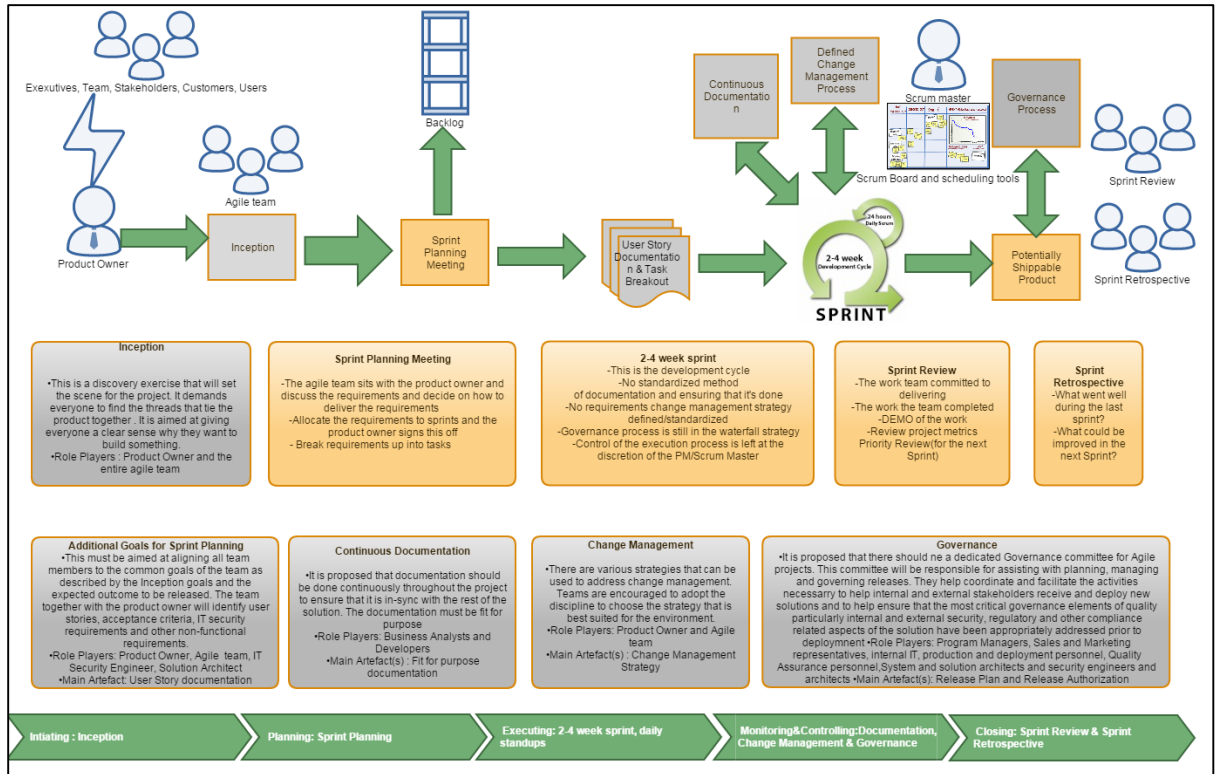 Exexutives, Team, Stakeholders, Customers, Users
Agile team
Product Owner
Inception
Backlog
Sprint
Planning
Meeting
User Story
Documentatio
n & Task
Breakout
Continuous
Documentatio
n
Defined
Change
Management
Process
Scrum master
Scrum Board and scheduling tools
24 hours
Daily Scrum
2-4 week
Development Cycle
SPRINT
Governance
Process
Potentially
Shippable
Product
Sprint Review
Sprint Retrospective
Inception
•This is a discovery exercise that will set
the scene for the project. It demands
everyone to find the threads that tie the
product together . It is aimed at giving
everyone a clear sense why they want to
build something.
•Role Players : Product Owner and the
entire agile team
Sprint Planning Meeting
-The agile team sits with the product owner and
discuss the requirements and decide on how to
deliver the requirements
-Allocate the requirements to sprints and the
product owner signs this off
- Break requirements up into tasks
2-4 week sprint
-This is the development cycle
-No standardized method
of documentation and ensuring that it's done
-No requirements change management strategy
defined/standardized
-Governance process is still in the waterfall strategy
-Control of the execution process is left at the
discretion of the PM/Scrum Master
Sprint Review
-The work team committed to
delivering
-The work the team completed
-DEMO of the work
-Review project metrics
Priority Review(for the next
Sprint)
Sprint
Retrospective
-What went well
during the last
sprint?
-What could be
improved in the
next Sprint?
Additional Goals for Sprint Planning
•This must be aimed at aligning all team
members to the common goals of the team as
described by the Inception goals and the
expected outcome to be released. The team
together with the product owner will identify user
stories, acceptance criteria, IT security
requirements and other non-functional
requirements.
•Role Players: Product Owner, Agile team, IT
Security Engineer, Solution Architect
•Main Artefact: User Story documentation
Continuous Documentation
•It is proposed that documentation should
be done continuously throughout the project
to ensure that it is in-sync with the rest of the
solution. The documentation must be fit for
purpose
•Role Players: Business Analysts and
Developers
•Main Artefact(s) : Fit for purpose
documentation
Change Management
•There are various strategies that can be
used to address change management.
Teams are encouraged to adopt the
discipline to choose the strategy that is
best suited for the environment.
•Role Players: Product Owner and Agile
team
•Main Artefact(s) : Change Management
Strategy
Governance
•It is proposed that there should ne a dedicated Governance committee for Agile
projects. This committee will be responsible for assisting with planning, managing
and governing releases. They help coordinate and facilitate the activities
necessarry to help internal and external stakeholders receive and deploy new
solutions and to help ensure that the most critical governance elements of quality
particularly internal and external security, regulatory and other compliance
related aspects of the solution have been appropriately addressed prior to
deploymnent •Role Players: Program Managers, Sales and Marketing
representatives, internal IT, production and deployment personnel, Quality
Assurance personnel,System and solution architects and security engineers and
architects •Main Artefact(s): Release Plan and Release Authorization
Intiating : Inception
Planning: Sprint Planning
Executing: 2-4 week sprint, daily
standups
Monitoring&Controlling:Documentation,
Change Management & Governance
Closing: Sprint Review & Sprint
Retrospective